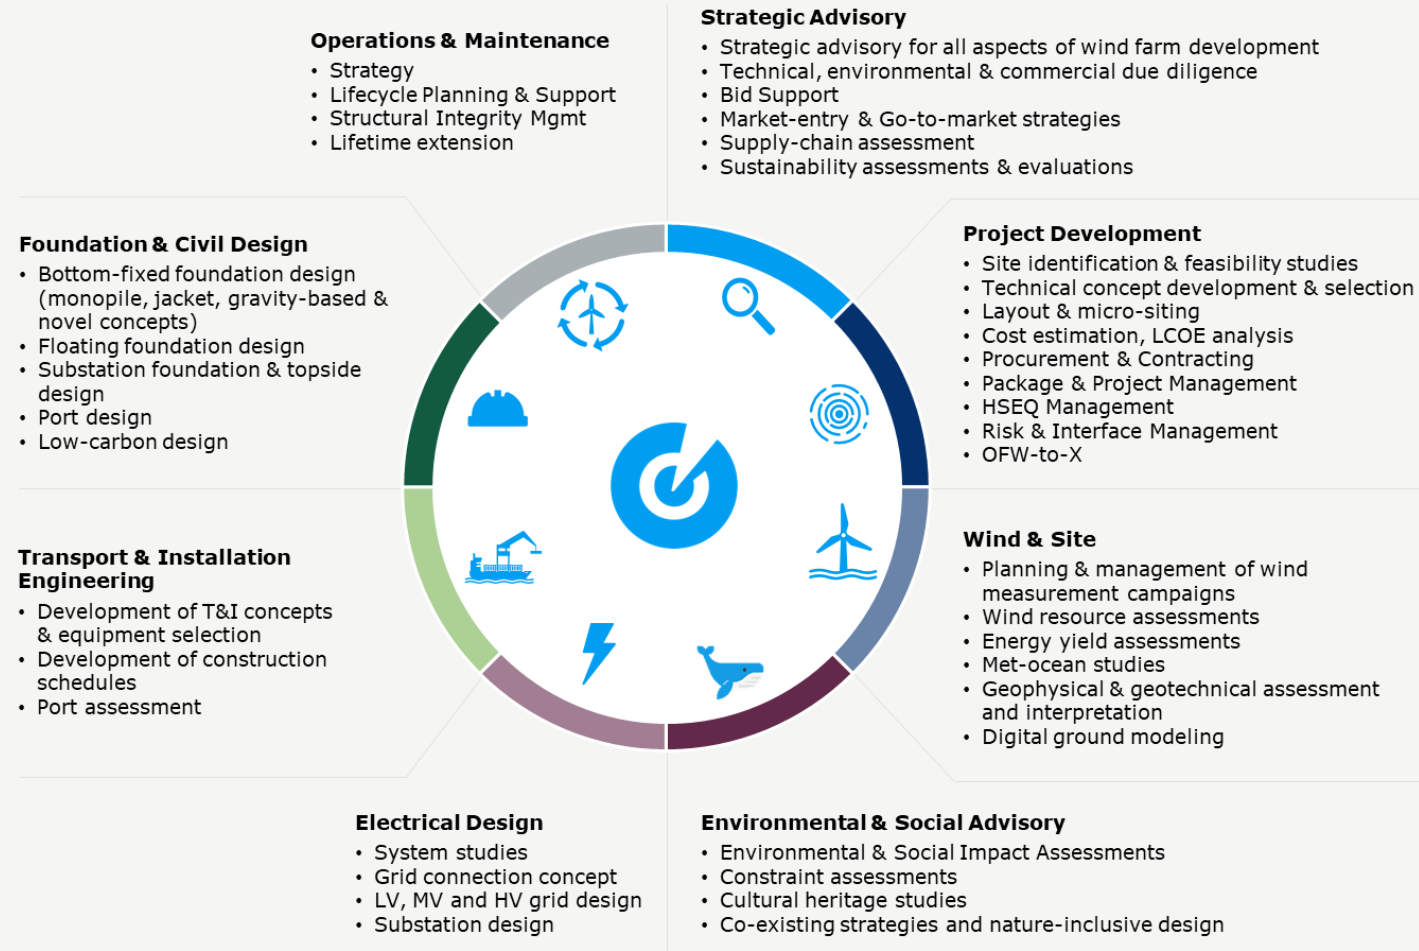 Operations & Maintenance
• Strategy
• Lifecycle Planning & Support
• Structural Integrity Mgmt
• Lifetime extension
Strategic Advisory
• Strategic advisory for all aspects of wind farm development
• Technical, environmental & commercial due diligence
• Bid Support
• Market-entry & Go-to-market strategies
• Supply-chain assessment
• Sustainability assessments & evaluations
Foundation & Civil Design
• Bottom-fixed foundation design
(monopile, jacket, gravity-based &
novel concepts)
• Floating foundation design
• Substation foundation & topside
design
• Port design
• Low-carbon design
Project Development
• Site identification & feasibility studies
• Technical concept development & selection
• Layout & micro-siting
• Cost estimation, LCOE analysis
• Procurement & Contracting
• Package & Project Management
• HSEQ Management
• Risk & Interface Management
• OFW-to-X
Transport & Installation
Engineering
• Development of T&I concepts
& equipment selection
• Development of construction
schedules
• Port assessment
Wind & Site
• Planning & management of wind
measurement campaigns
• Wind resource assessments
• Energy yield assessments
• Met-ocean studies
• Geophysical & geotechnical assessment
and interpretation
• Digital ground modeling
Electrical Design
• System studies
• Grid connection concept
• LV, MV and HV grid design
• Substation design
Environmental & Social Advisory
• Environmental & Social Impact Assessments
• Constraint assessments
• Cultural heritage studies
• Co-existing strategies and nature-inclusive design